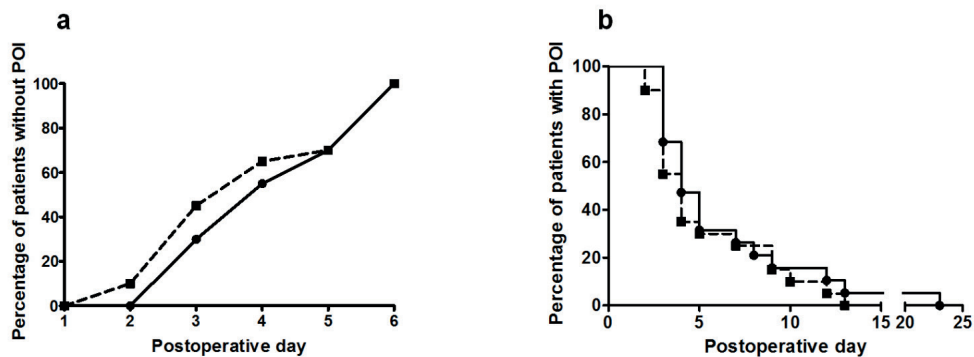 a
Percentage of patients without POI
100
80
60
40
20
0
1 2 3 4 5 6
Postoperative day
b
Percentage of patients with POI
100
80
60
40
20
0
0 5 10 15 20 25
Postoperative day